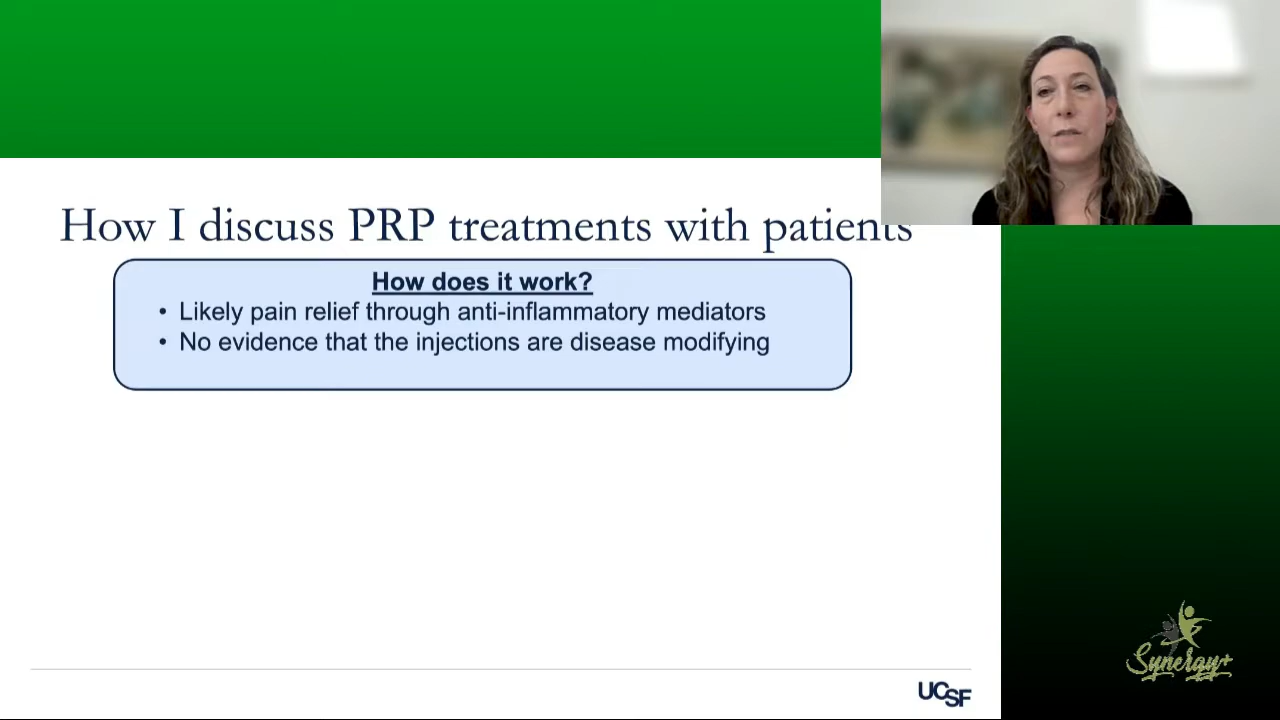 How I discuss PRP treatments with patients
How does it work?
• Likely pain relief through anti-inflammatory mediators
• No evidence that the injections are disease modifying
UCSF
Synergy+